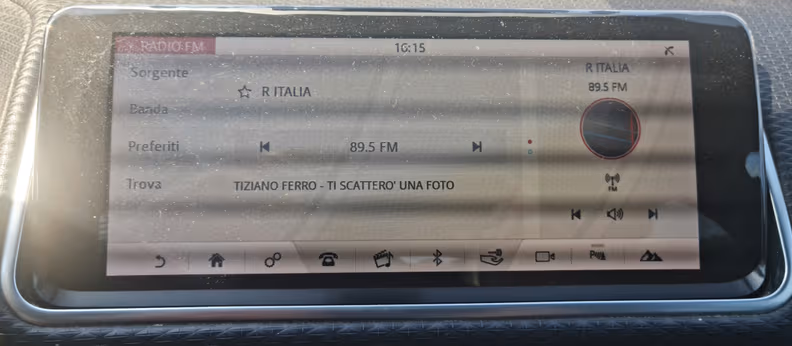 RADIO FM
10:15
Sorgente
Banda
Preferiti
Trova
R ITALIA
89.5 FM
TIZIANO FERRO - TI SCATTERO' UNA FOTO
R ITALIA
89.5 FM
FM